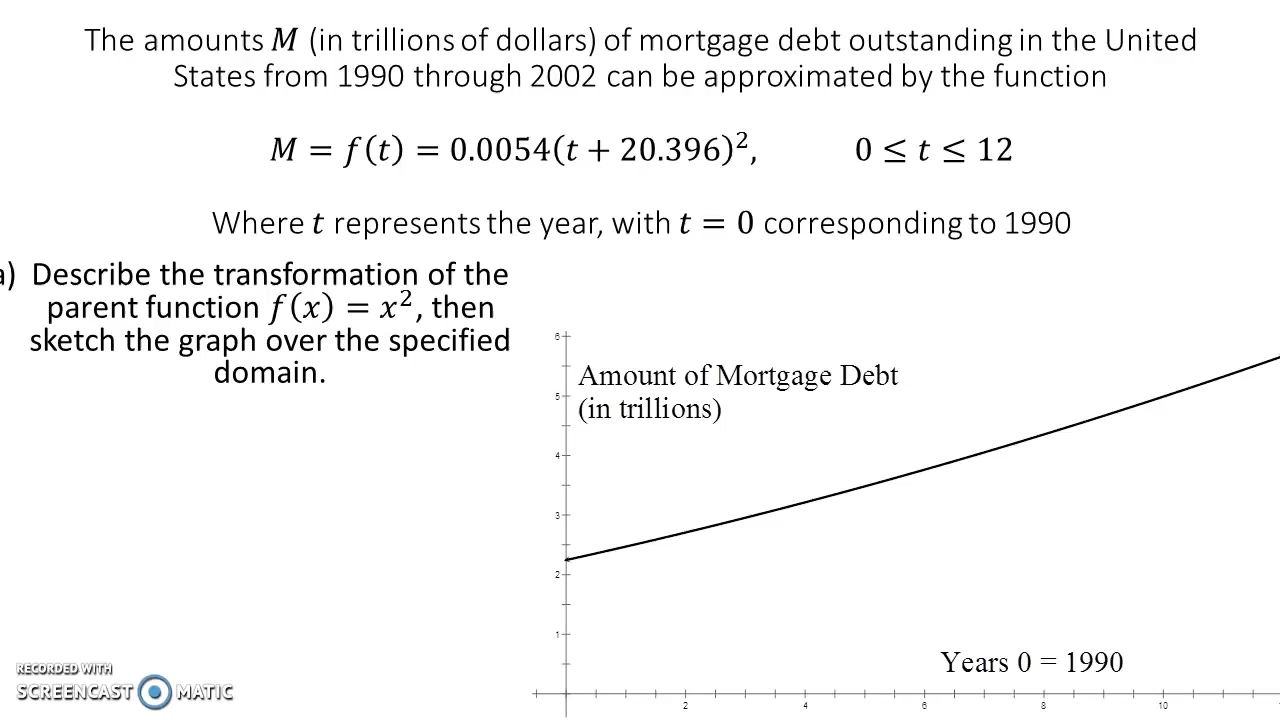 The amounts M (in trillions of dollars) of mortgage debt outstanding in the United
States from 1990 through 2002 can be approximated by the function
M = f(t) = 0.0054(t + 20.396)², 0 ≤ t ≤ 12
Where t represents the year, with t = 0 corresponding to 1990
a) Describe the transformation of the
parent function f(x) = x², then
sketch the graph over the specified
domain.
6
Amount of Mortgage Debt
5
(in trillions)
4
3
2
1
Years 0 = 1990
2 4 6 8 10
RECORDED WITH
SCREENCAST MATIC